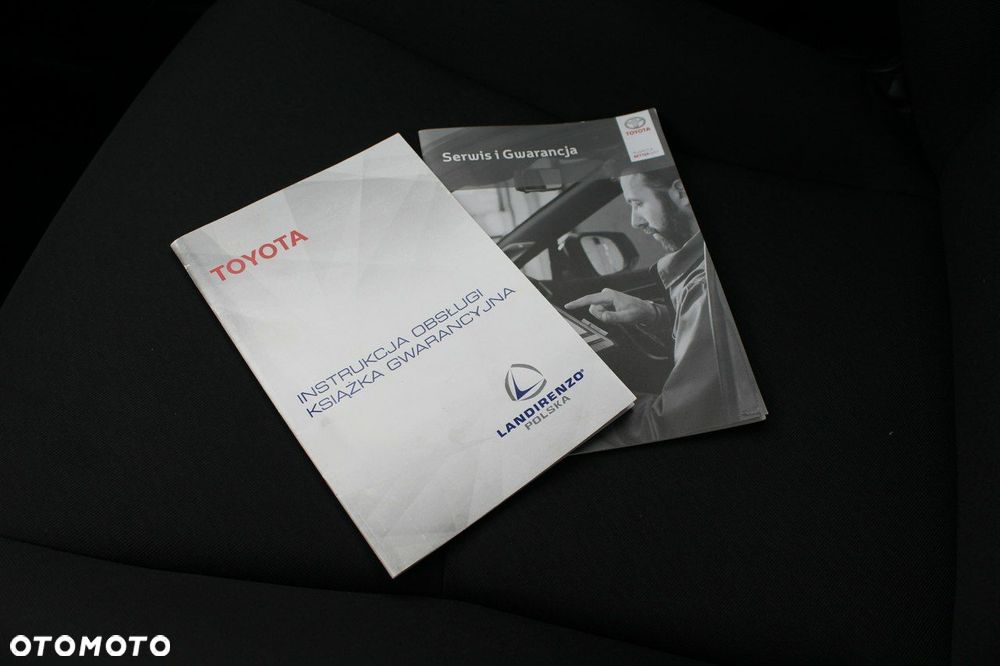 Serwis i Gwarancja
TOYOTA
TOYOTA
INSTRUKCJA OBSŁUGI
KSIĄŻKA GWARANCYJNA
LANDIRENZO®
POLSKA
OTOMOTO